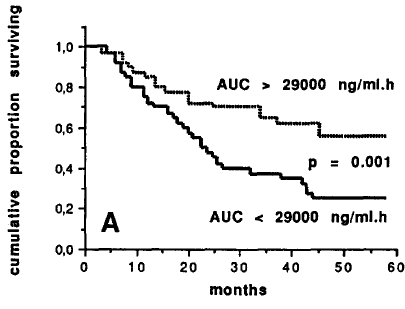 cumulative proportion surviving
1,0
0,8
0,6
0,4
0,2
0,0
AUC > 29000 ng/ml.h
p = 0.001
AUC < 29000 ng/ml.h
A
0 10 20 30 40 50 60
months